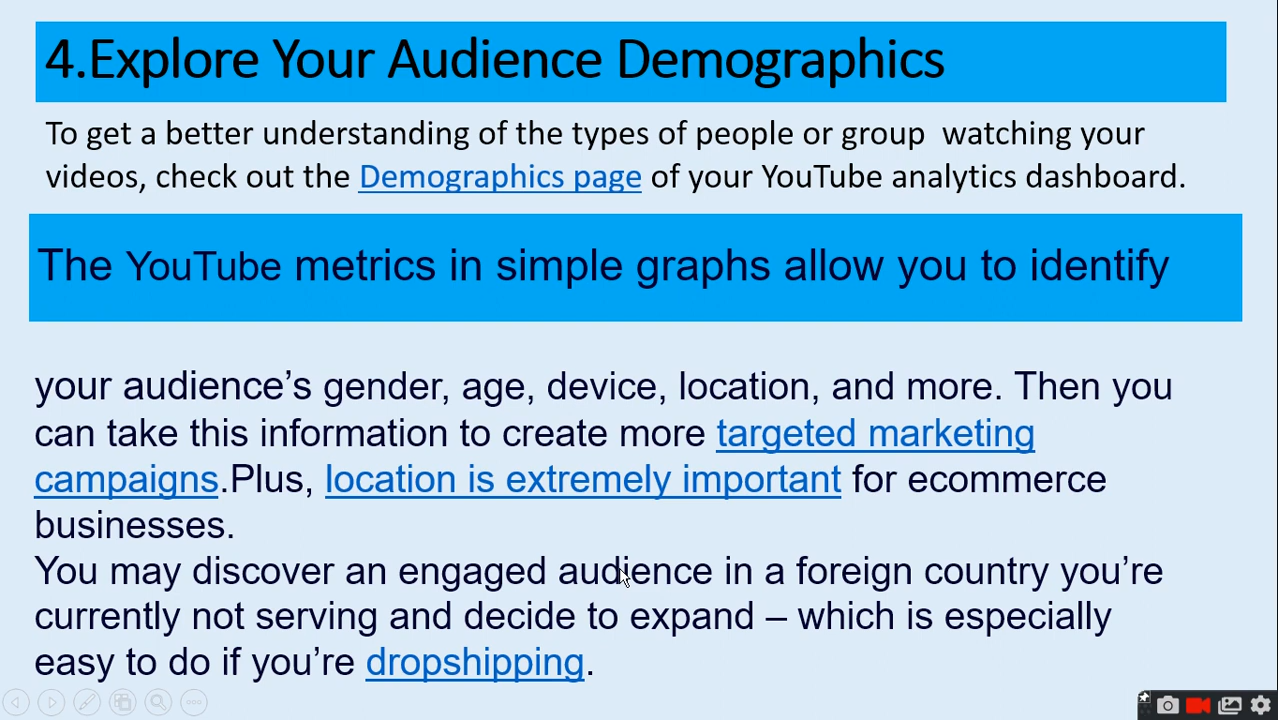 4.Explore Your Audience Demographics
To get a better understanding of the types of people or group watching your
videos, check out the Demographics page of your YouTube analytics dashboard.
The YouTube metrics in simple graphs allow you to identify
your audience’s gender, age, device, location, and more. Then you
can take this information to create more targeted marketing
campaigns.Plus, location is extremely important for ecommerce
businesses.
You may discover an engaged audience in a foreign country you’re
currently not serving and decide to expand – which is especially
easy to do if you’re dropshipping.